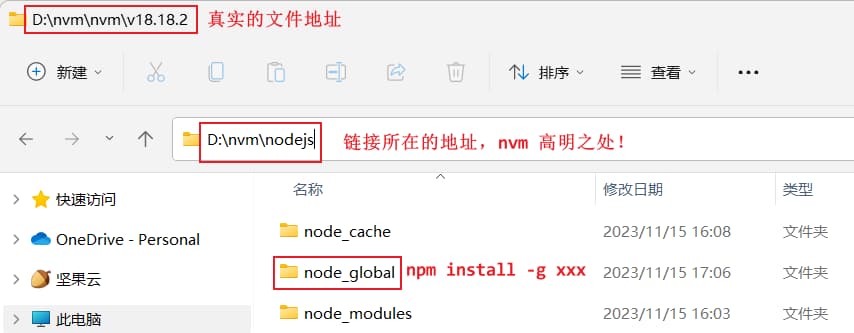 D:\nvm\nvm\v18.18.2 真实的文件地址
新建 排序 查看 •••
D:\nvm\nodejs 链接所在的地址，nvm 高明之处！
名称 修改日期 类型
快速访问
OneDrive - Personal
坚果云
此电脑
node_cache 2023/11/15 16:08 文件夹
node_global npm install -g xxx 2023/11/15 17:06 文件夹
node_modules 2023/11/15 16:03 文件夹